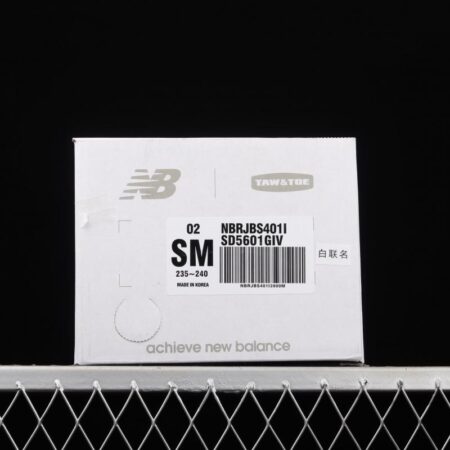 NB
TAW&TOE
02
SM
235~240
MADE IN KOREA
NBRJBS401I
SD5601GIV
白联名
achieve new balance